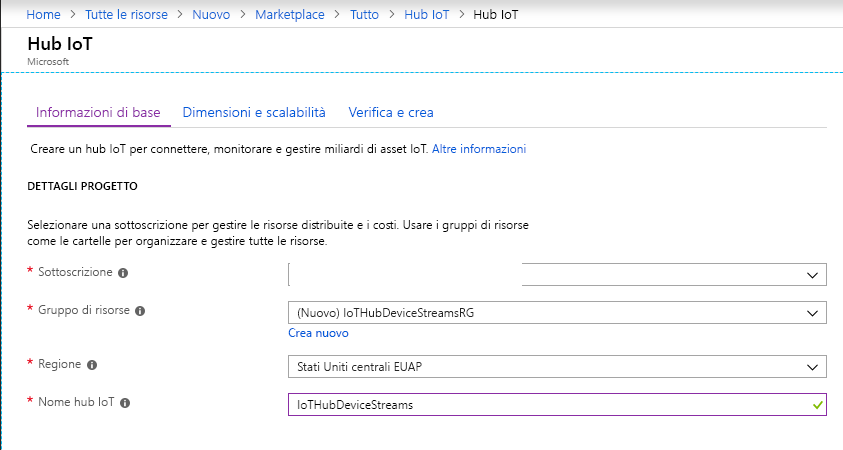 Home > Tutte le risorse > Nuovo > Marketplace > Tutto > Hub IoT > Hub IoT
Hub IoT
Microsoft
Informazioni di base Dimensioni e scalabilità Verifica e crea
Creare un hub IoT per connettere, monitorare e gestire miliardi di asset IoT. Altre informazioni
DETTAGLI PROGETTO
Selezionare una sottoscrizione per gestire le risorse distribuite e i costi. Usare i gruppi di risorse
come le cartelle per organizzare e gestire tutte le risorse.
* Sottoscrizione
* Gruppo di risorse (Nuovo) IoTHubDeviceStreamsRG
Crea nuovo
* Regione Stati Uniti centrali EUAP
* Nome hub IoT IoTHubDeviceStreams